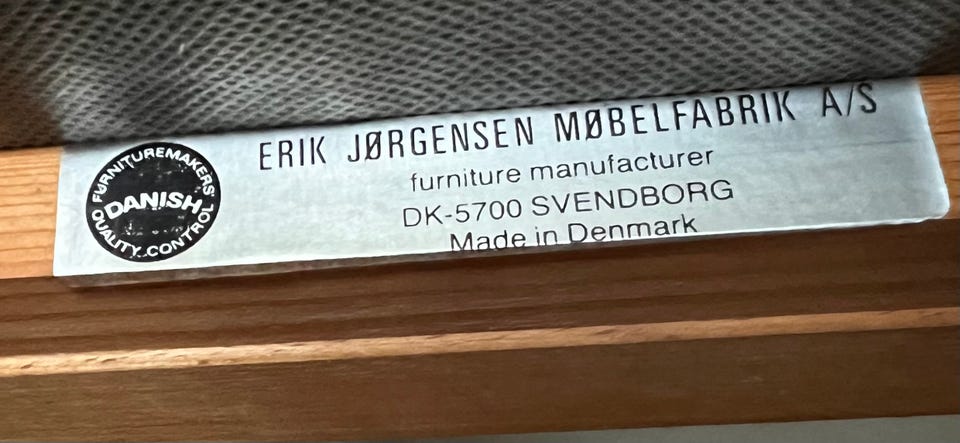 FURNITUREMAKERS'
DANISH
QUALITY CONTROL
ERIK JØRGENSEN MØBELFABRIK A/S
furniture manufacturer
DK-5700 SVENDBORG
Made in Denmark